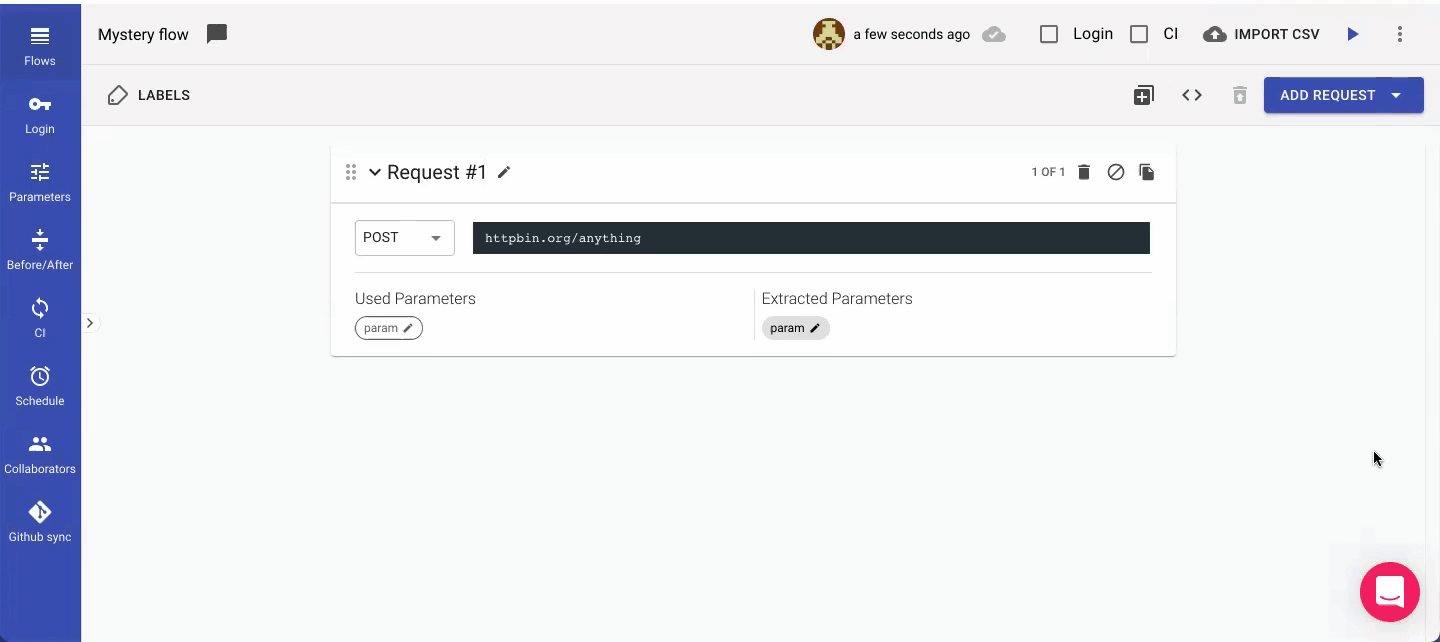 Flows
Login
Parameters
Before/After
CI
Schedule
Collaborators
Github sync
Mystery flow
a few seconds ago
Login
CI
IMPORT CSV
LABELS
ADD REQUEST
Request #1
1 OF 1
POST
httpbin.org/anything
Used Parameters
param
Extracted Parameters
param